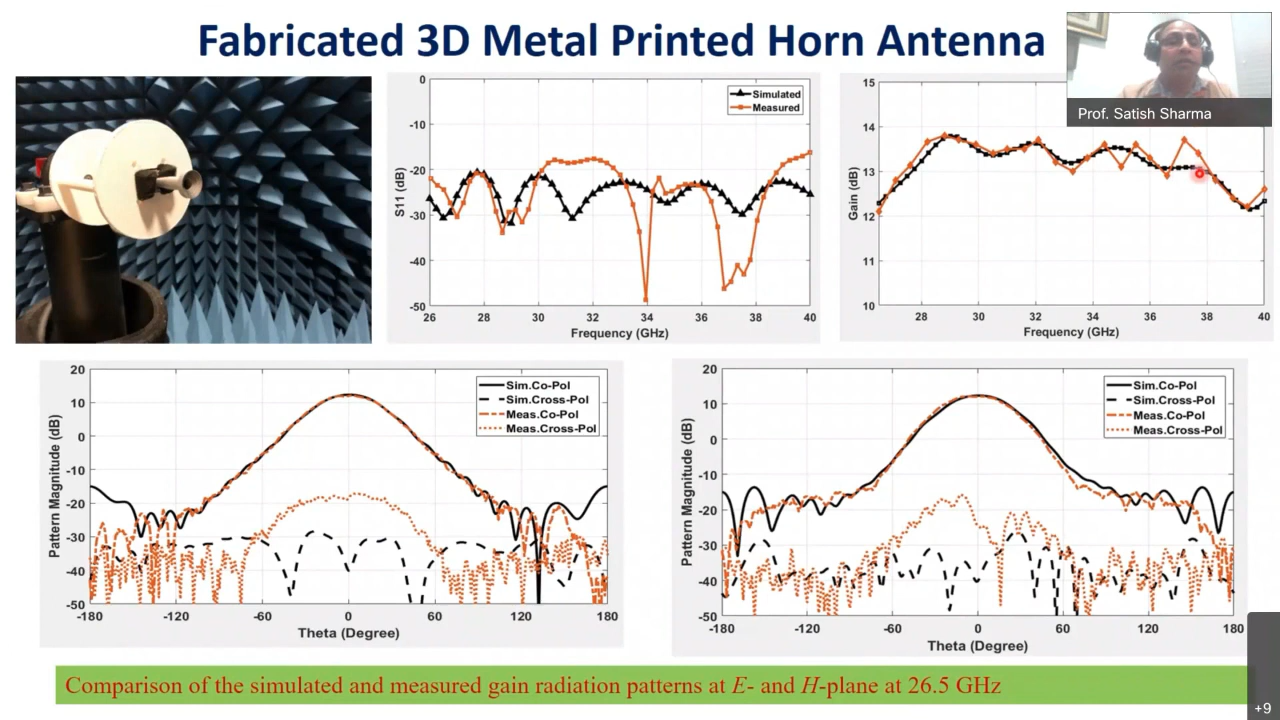 Fabricated 3D Metal Printed Horn Antenna
Prof. Satish Sharma
0
-10
-20
-30
-40
-50
S11 (dB)
Simulated
Measured
26
28
30
32
34
36
38
40
Frequency (GHz)
15
14
13
12
11
10
Gain (dB)
28
30
32
34
36
38
40
Frequency (GHz)
20
10
0
-10
-20
-30
-40
-50
Pattern Magnitude (dB)
Sim.Co-Pol
Sim.Cross-Pol
Meas.Co-Pol
Meas.Cross-Pol
-180
-120
-60
0
60
120
180
Theta (Degree)
20
10
0
-10
-20
-30
-40
-50
Pattern Magnitude (dB)
Sim.Co-Pol
Sim.Cross-Pol
Meas.Co-Pol
Meas.Cross-Pol
-180
-120
-60
0
60
120
180
Theta (Degree)
Comparison of the simulated and measured gain radiation patterns at E- and H-plane at 26.5 GHz
+9